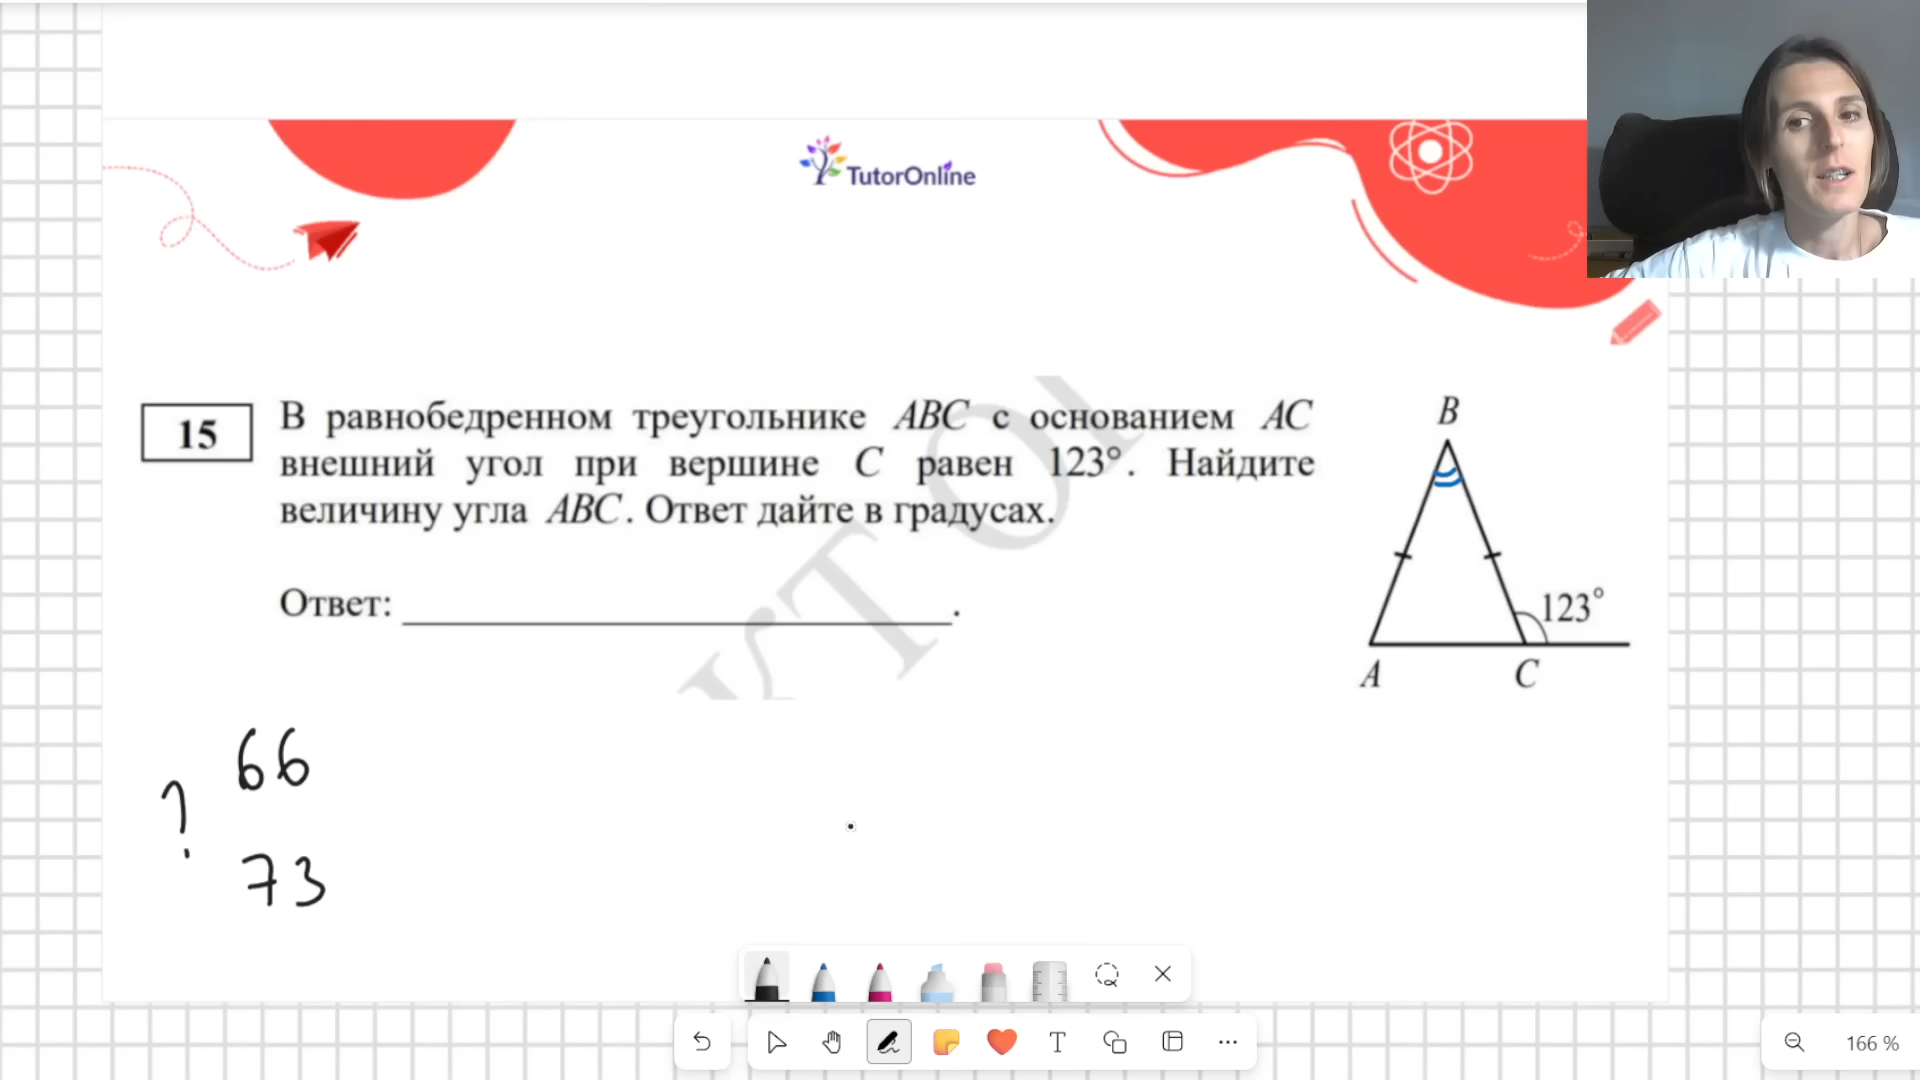 TutorOnline
15
В равнобедренном треугольнике ABC с основанием AC
внешний угол при вершине C равен 123°. Найдите
величину угла ABC. Ответ дайте в градусах.
Ответ: ______________________________.
B
123°
A
C
66
?
73
166 %